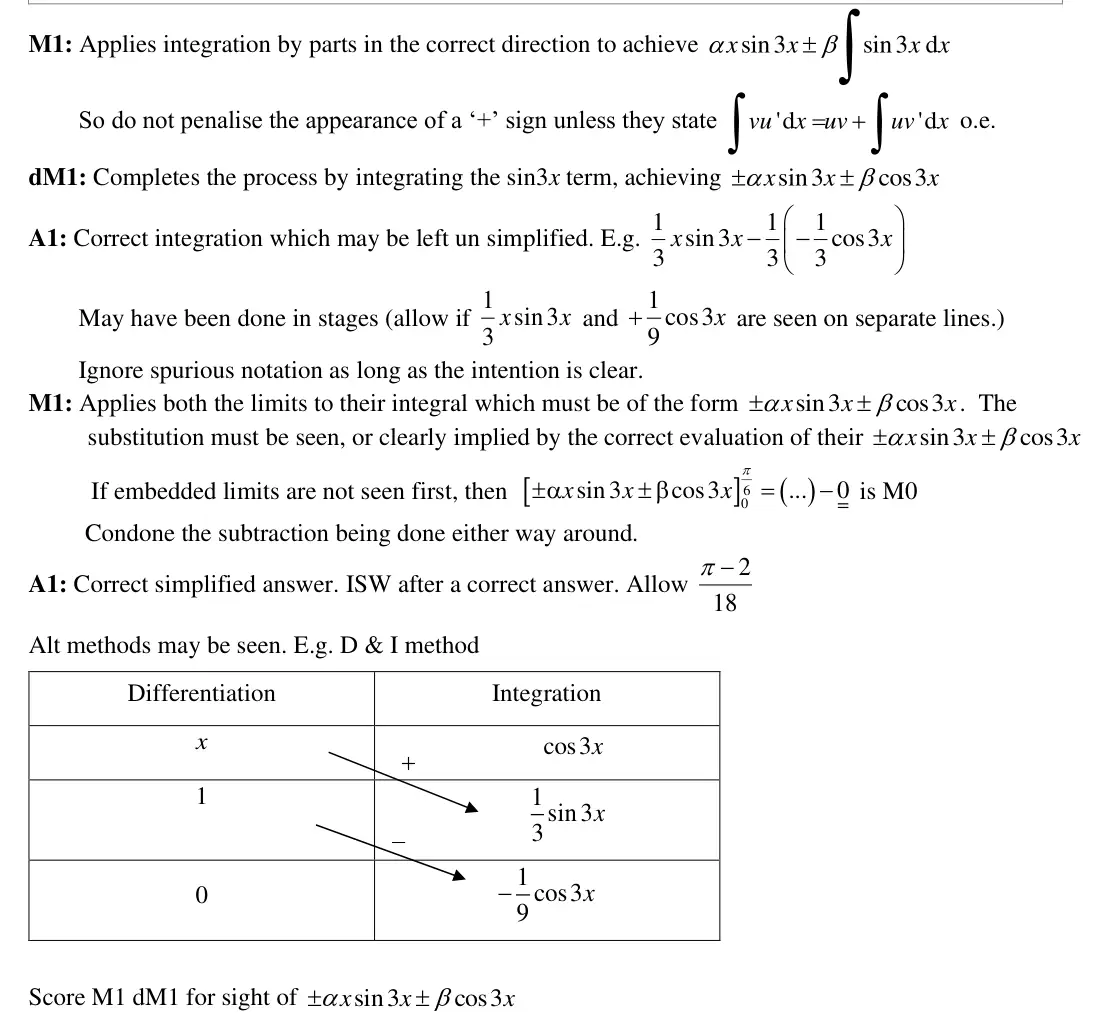 M1: Applies integration by parts in the correct direction to achieve αx sin 3x ± β ∫ sin 3x dx
So do not penalise the appearance of a ‘+’ sign unless they state ∫ vu'dx = uv + ∫ uv'dx o.e.
dM1: Completes the process by integrating the sin3x term, achieving ±αx sin 3x ± β cos 3x
A1: Correct integration which may be left un simplified. E.g. 1/3 x sin 3x − 1/3 (−1/3 cos 3x)
May have been done in stages (allow if 1/3 x sin 3x and +1/9 cos 3x are seen on separate lines.)
Ignore spurious notation as long as the intention is clear.
M1: Applies both the limits to their integral which must be of the form ±αx sin 3x ± β cos 3x. The
substitution must be seen, or clearly implied by the correct evaluation of their ±αx sin 3x ± β cos 3x
If embedded limits are not seen first, then [±αx sin 3x ± β cos 3x]_0^(π/6) = (...) − 0 is M0
Condone the subtraction being done either way around.
A1: Correct simplified answer. ISW after a correct answer. Allow (π − 2)/18
Alt methods may be seen. E.g. D & I method
Differentiation Integration
x + cos 3x
1 − 1/3 sin 3x
0 −1/9 cos 3x
Score M1 dM1 for sight of ±αx sin 3x ± β cos 3x